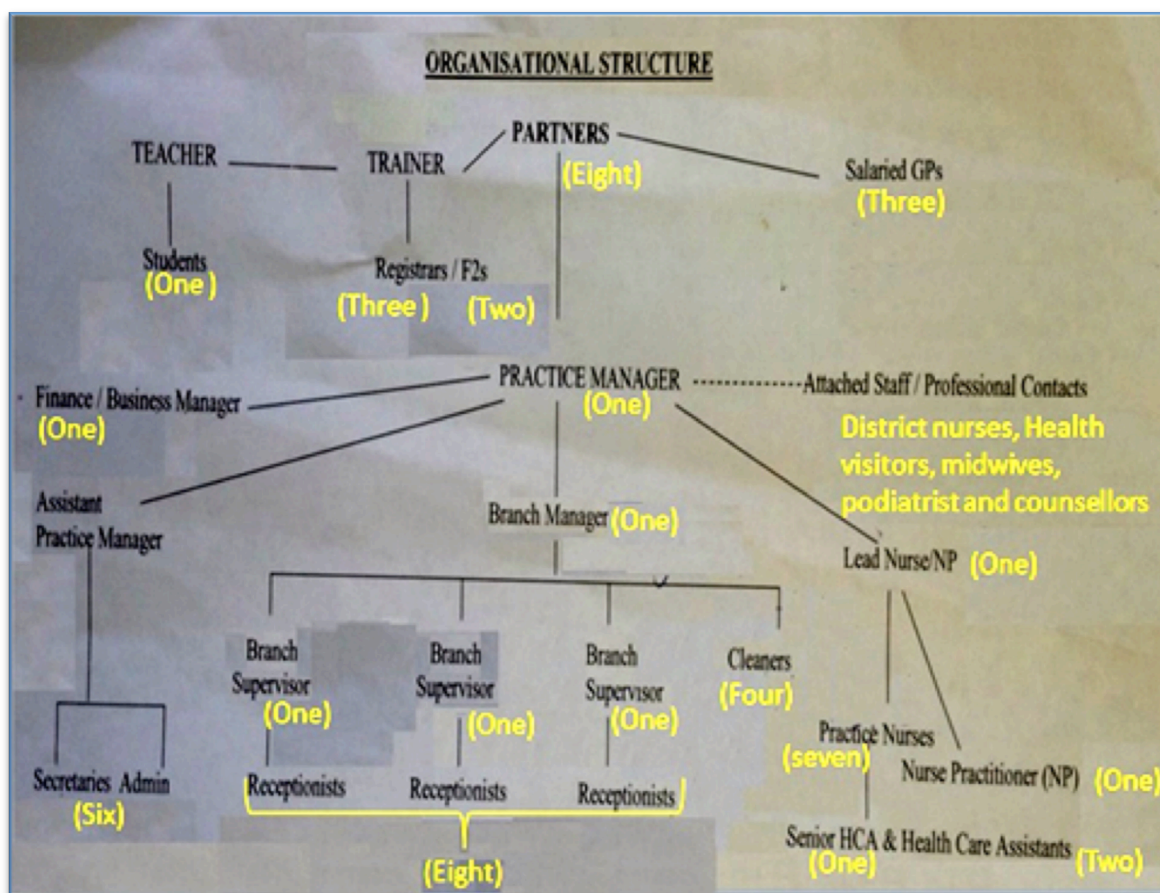 ORGANISATIONAL STRUCTURE
PARTNERS
(Eight)
TEACHER
TRAINER
Salaried GPs
(Three)
Students
(One )
Registrars / F2s
(Three ) (Two)
PRACTICE MANAGER
(One)
Attached Staff / Professional Contacts
District nurses, Health
visitors, midwives,
podiatrist and counsellors
Finance / Business Manager
(One)
Assistant
Practice Manager
Branch Manager (One)
Lead Nurse/NP (One)
Branch
Supervisor
(One)
Branch
Supervisor
(One)
Branch
Supervisor
(One)
Cleaners
(Four)
Practice Nurses
(seven)
Nurse Practitioner (NP) (One)
Secretaries Admin
(Six)
Receptionists
Receptionists
Receptionists
(Eight)
Senior HCA & Health Care Assistants
(One) (Two)